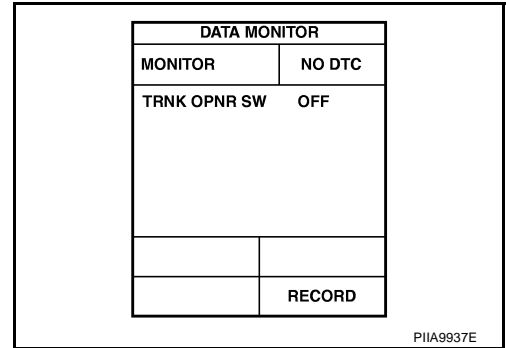 DATA MONITOR
MONITOR NO DTC
TRNK OPNR SW OFF
RECORD
PIIA9937E